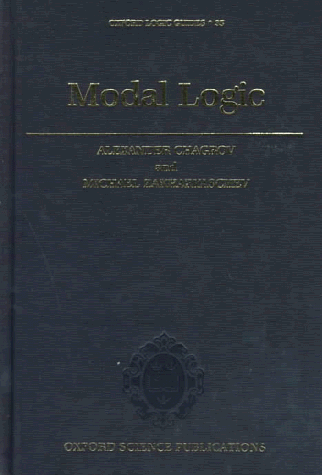 OXFORD LOGIC GUIDES • 35
Modal Logic
ALEXANDER CHAGROV
and
MICHAEL ZAKHARYASCHEV
OXFORD SCIENCE PUBLICATIONS